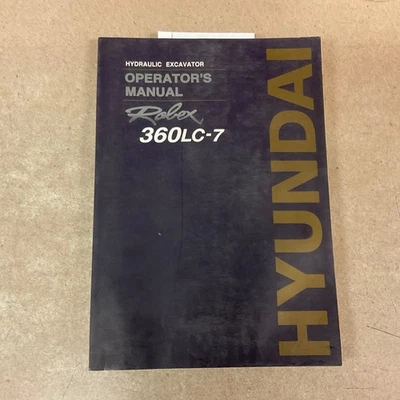 HYDRAULIC EXCAVATOR
OPERATOR'S
MANUAL
Robex
360LC-7
HYUNDAI